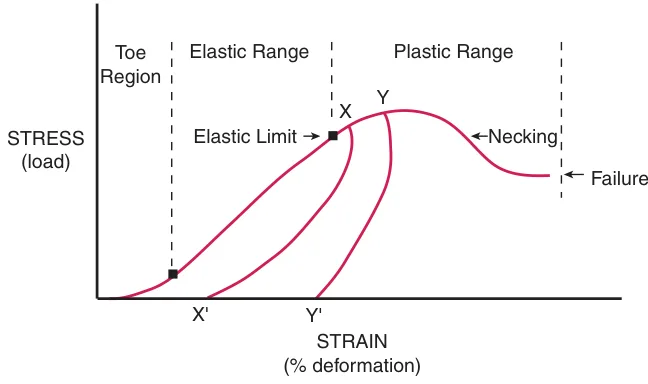 Toe
Region
Elastic Range
Plastic Range
X
Y
STRESS
(load)
Elastic Limit
Necking
Failure
X'
Y'
STRAIN
(% deformation)